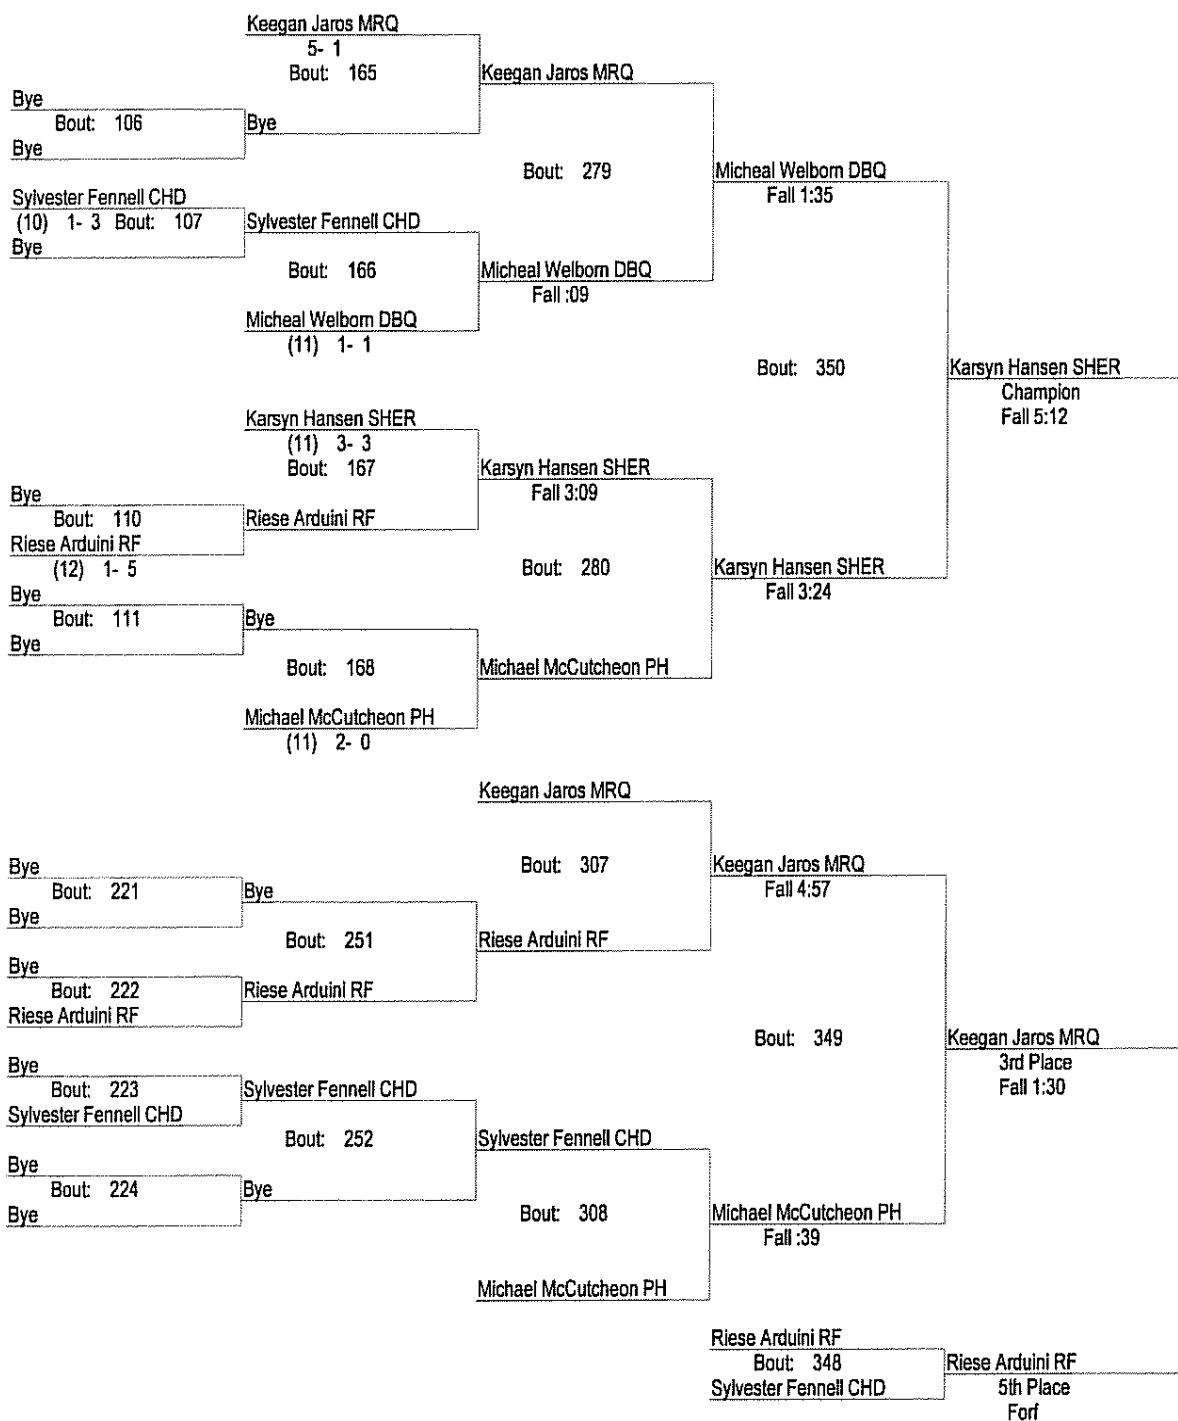 Keegan Jaros MRQ
5- 1
Bout: 165
Keegan Jaros MRQ
Bye
Bout: 106
Bye
Bye
Bout: 279
Micheal Welborn DBQ
Fall 1:35
Sylvester Fennell CHD
(10) 1- 3 Bout: 107
Sylvester Fennell CHD
Bye
Bout: 166
Micheal Welborn DBQ
Fall :09
Micheal Welborn DBQ
(11) 1- 1
Bout: 350
Karsyn Hansen SHER
Champion
Fall 5:12
Karsyn Hansen SHER
(11) 3- 3
Bout: 167
Karsyn Hansen SHER
Fall 3:09
Bye
Bout: 110
Riese Arduini RF
Riese Arduini RF
(12) 1- 5
Bout: 280
Karsyn Hansen SHER
Fall 3:24
Bye
Bout: 111
Bye
Bye
Bout: 168
Michael McCutcheon PH
Michael McCutcheon PH
(11) 2- 0
Keegan Jaros MRQ
Bout: 307
Keegan Jaros MRQ
Fall 4:57
Bye
Bout: 221
Bye
Bye
Bout: 251
Riese Arduini RF
Bye
Bout: 222
Riese Arduini RF
Riese Arduini RF
Bout: 349
Keegan Jaros MRQ
3rd Place
Fall 1:30
Bye
Bout: 223
Sylvester Fennell CHD
Sylvester Fennell CHD
Bout: 252
Sylvester Fennell CHD
Bye
Bout: 224
Bye
Bye
Bout: 308
Michael McCutcheon PH
Fall :39
Michael McCutcheon PH
Riese Arduini RF
Bout: 348
Riese Arduini RF
Sylvester Fennell CHD
5th Place
Forf